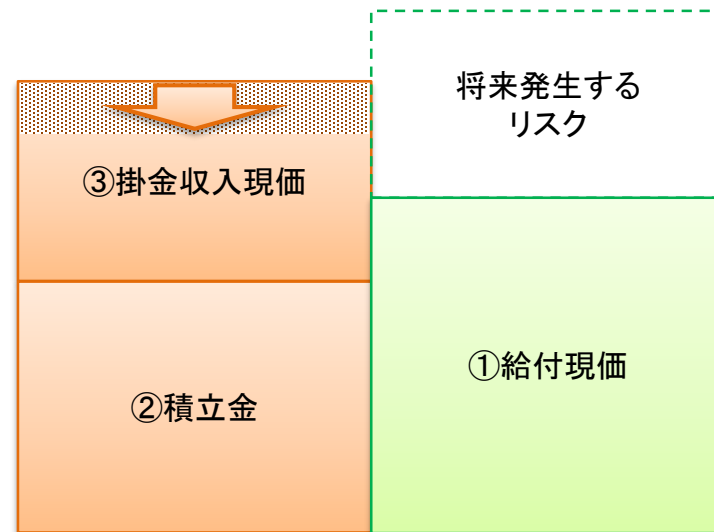 将来発生する
リスク
③掛金収入現価
①給付現価
②積立金